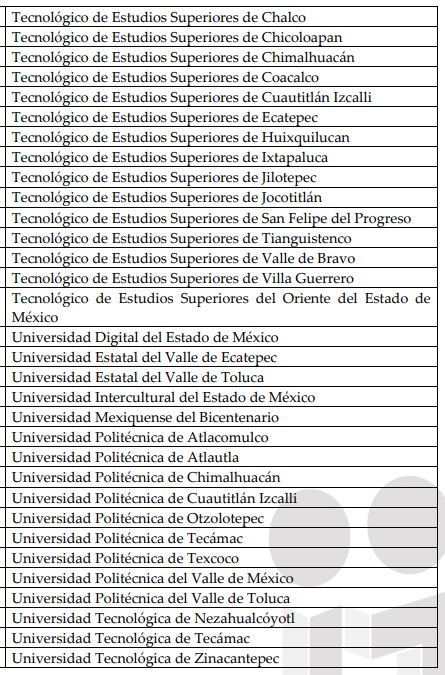 Tecnológico de Estudios Superiores de Chalco
Tecnológico de Estudios Superiores de Chicoloapan
Tecnológico de Estudios Superiores de Chimalhuacán
Tecnológico de Estudios Superiores de Coacalco
Tecnológico de Estudios Superiores de Cuautitlán Izcalli
Tecnológico de Estudios Superiores de Ecatepec
Tecnológico de Estudios Superiores de Huixquilucan
Tecnológico de Estudios Superiores de Ixtapaluca
Tecnológico de Estudios Superiores de Jilotepec
Tecnológico de Estudios Superiores de Jocotitlán
Tecnológico de Estudios Superiores de San Felipe del Progreso
Tecnológico de Estudios Superiores de Tianguistenco
Tecnológico de Estudios Superiores de Valle de Bravo
Tecnológico de Estudios Superiores de Villa Guerrero
Tecnológico de Estudios Superiores del Oriente del Estado de
México
Universidad Digital del Estado de México
Universidad Estatal del Valle de Ecatepec
Universidad Estatal del Valle de Toluca
Universidad Intercultural del Estado de México
Universidad Mexiquense del Bicentenario
Universidad Politécnica de Atlacomulco
Universidad Politécnica de Atlautla
Universidad Politécnica de Chimalhuacán
Universidad Politécnica de Cuautitlán Izcalli
Universidad Politécnica de Otzolotepec
Universidad Politécnica de Tecámac
Universidad Politécnica de Texcoco
Universidad Politécnica del Valle de México
Universidad Politécnica del Valle de Toluca
Universidad Tecnológica de Nezahualcóyotl
Universidad Tecnológica de Tecámac
Universidad Tecnológica de Zinacantepec